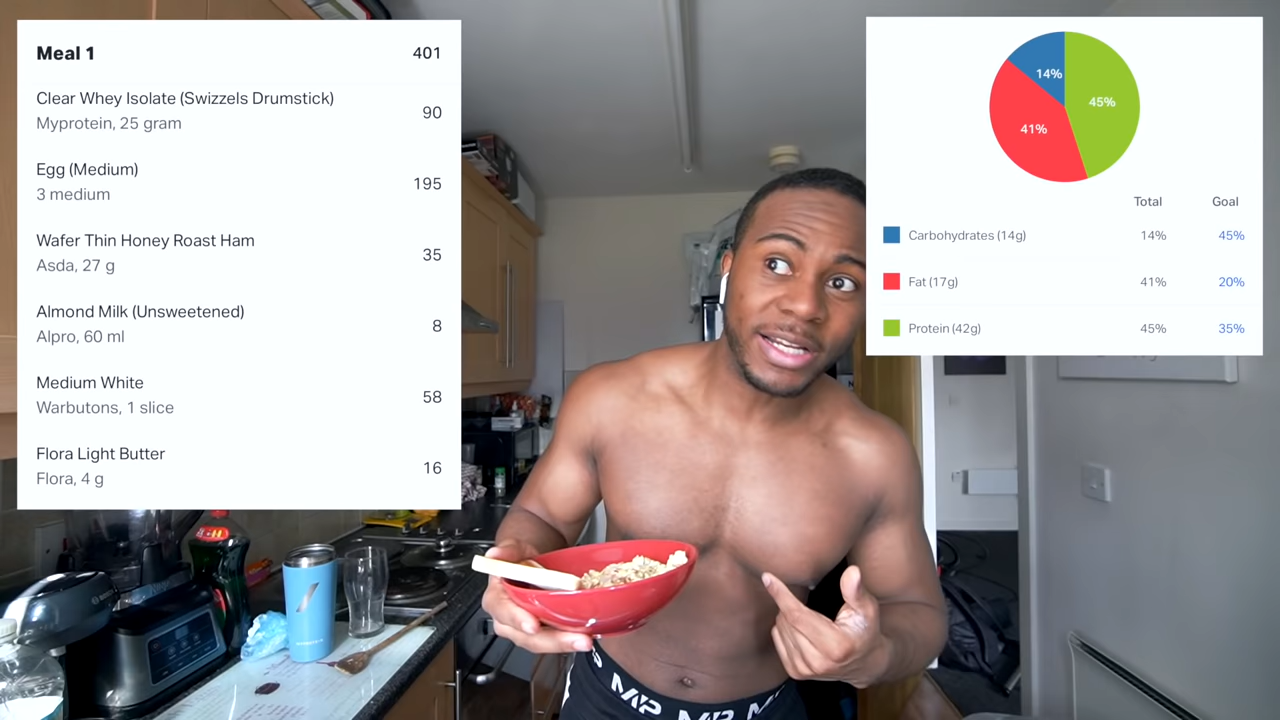 Meal 1 401
Clear Whey Isolate (Swizzels Drumstick) 90
Myprotein, 25 gram
Egg (Medium) 195
3 medium
Wafer Thin Honey Roast Ham 35
Asda, 27 g
Almond Milk (Unsweetened) 8
Alpro, 60 ml
Medium White 58
Warbutons, 1 slice
Flora Light Butter 16
Flora, 4 g
14%
45%
41%
Total Goal
Carbohydrates (14g) 14% 45%
Fat (17g) 41% 20%
Protein (42g) 45% 35%
MP MP M